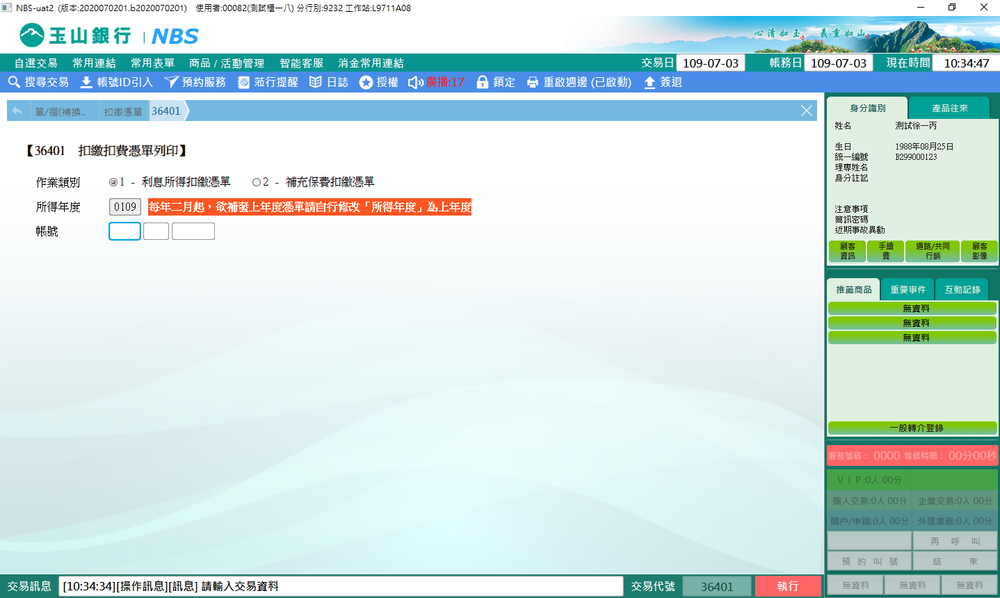 NBS-uat2 (版本:2020070201.b2020070201) 使用者:00082(測試櫃一八) 分行別:9232 工作站:L9711A08
玉山銀行 | NBS
心清如玉。 義重如山。
自選交易 常用連結 常用表單 商品 / 活動管理 智能客服 消金常用連結
交易日 109-07-03 帳務日 109-07-03 現在時間 10:34:47
搜尋交易 帳號ID引入 預約服務 蒞行提醒 日誌 授權 廣播:17 鎖定 重啟週邊 (已啟動) 簽退
單/摺(補換.. 扣繳憑單 36401
【36401 扣繳扣費憑單列印】
作業類別 1 - 利息所得扣繳憑單 2 - 補充保費扣繳憑單
所得年度 0109 每年二月起，欲補發上年度憑單請自行修改「所得年度」為上年度
帳號
身分識別 產品往來
姓名 測試徐一丙
生日 1988年08月25日
統一編號 B299000123
理專姓名
身分註記
注意事項
簡訊密碼
近期事故異動
顧客資訊 手續費 通路/共同行銷 顧客影像
推薦商品 重要事件 互動記錄
無資料
無資料
無資料
一般轉介登錄
服務號碼： 0000 等候時間： 00分00秒
ＶＩＰ:0人 00分
個人交易:0人 00分 企業交易:0人 00分
開戶/申請:0人 00分 外匯業務:0人 00分
再 呼 叫
預 約 叫 號 結 束
無資料 無資料 無資料
交易訊息 [10:34:34][操作訊息][訊息] 請輸入交易資料 交易代號 36401 執行